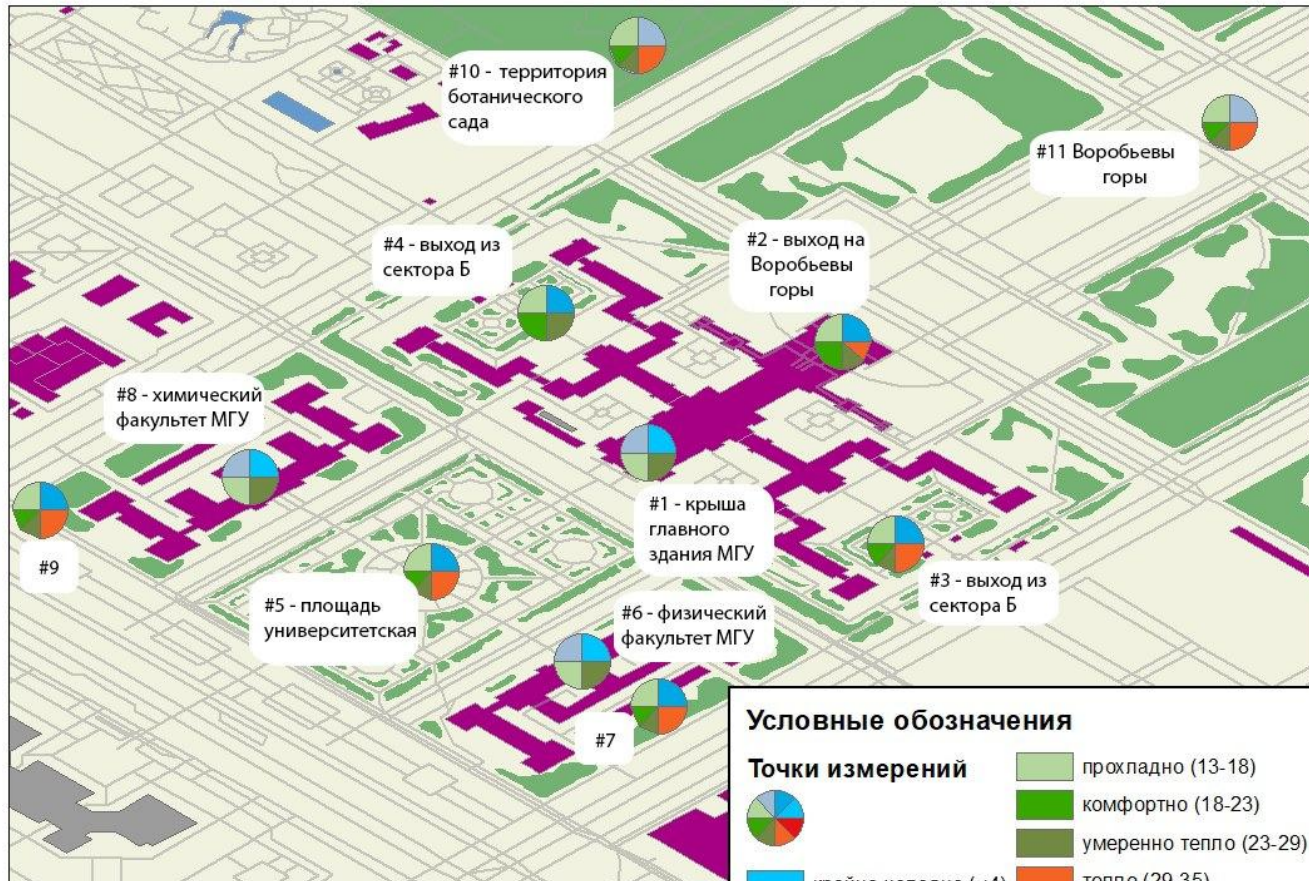 #10 - территория
ботанического
сада
#11 Воробьевы
горы
#4 - выход из
сектора Б
#2 - выход на
Воробьевы
горы
#8 - химический
факультет МГУ
#1 - крыша
главного
здания МГУ
#9
#3 - выход из
сектора Б
#5 - площадь
университетская
#6 - физический
факультет МГУ
#7
Условные обозначения
Точки измерений
прохладно (13-18)
комфортно (18-23)
умеренно тепло (23-29)
тепло (29-35)